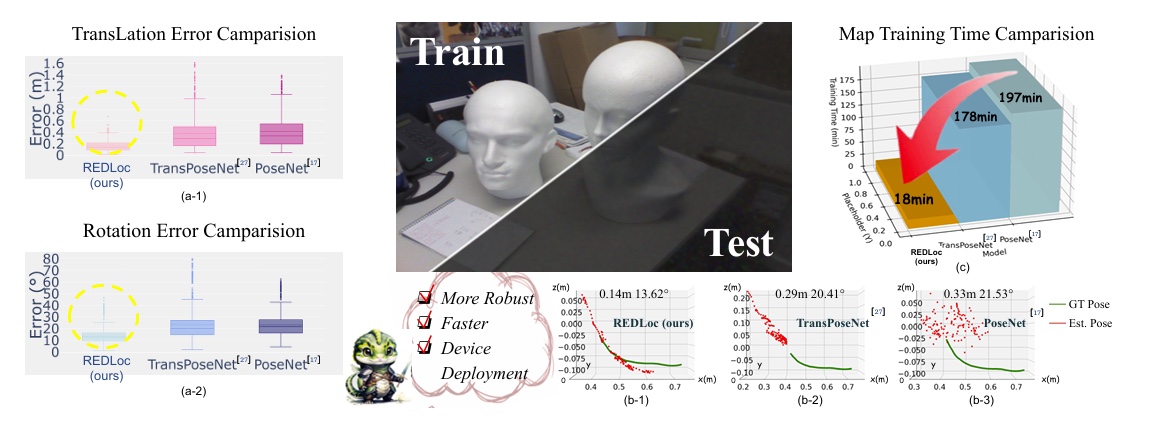 TransLation Error Camparision
1.6
1.4
1.2
1
0.8
0.6
0.4
0.2
0
Error (m)
REDLoc
(ours)
TransPoseNet[27]
PoseNet[17]
(a-1)
Rotation Error Camparision
80
70
60
50
40
30
20
10
0
Error (°)
REDLoc
(ours)
TransPoseNet[27]
PoseNet[17]
(a-2)
Train
Test
More Robust
Faster
Device
Deployment
z(m)
0.14m 13.62°
0.050
0.025
0.000
−0.025
−0.050
−0.075
−0.100
REDLoc (ours)
y
0
0.4
0.5
0.6
0.7
x(m)
(b-1)
z(m)
0.29m 20.41°
0.20
0.15
0.10
0.05
0.00
−0.05
−0.10
TransPoseNet
[27]
y
0.2
0.3
0.4
0.5
0.6
0.7
x(m)
(b-2)
z(m)
0.33m 21.53°
0.050
0.025
0.000
−0.025
−0.050
−0.075
−0.100
PoseNet
[17]
y
0.3
0.4
0.5
0.6
0.7
x(m)
(b-3)
GT Pose
Est. Pose
Map Training Time Camparision
175
150
125
100
75
50
25
0
Training Time (min)
197min
178min
18min
1.0
0.8
0.6
0.4
0.2
0.0
Placeholder (Y)
REDLoc
(ours)
TransPoseNet
[27]
PoseNet
[17]
Model
(c)